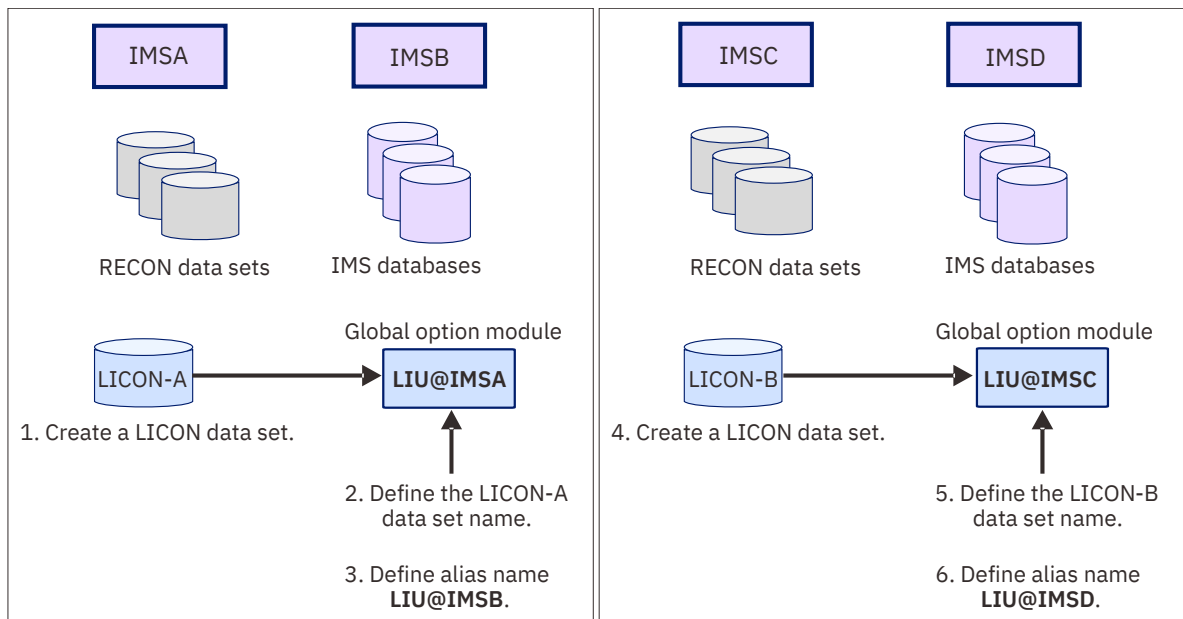 IMSA
IMSB
RECON data sets
IMS databases
Global option module
LICON-A
LIU@IMSA
1. Create a LICON data set.
2. Define the LICON-A
data set name.
3. Define alias name
LIU@IMSB.
IMSC
IMSD
RECON data sets
IMS databases
Global option module
LICON-B
LIU@IMSC
4. Create a LICON data set.
5. Define the LICON-B
data set name.
6. Define alias name
LIU@IMSD.